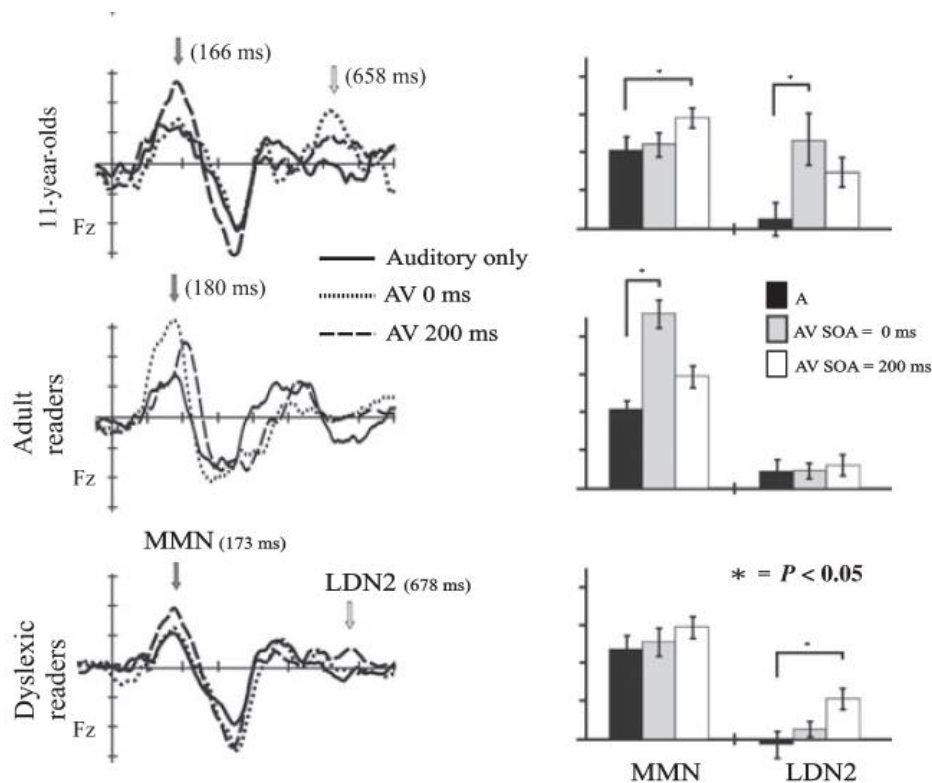 11-year-olds
(166 ms)
(658 ms)
Fz
Auditory only
AV 0 ms
AV 200 ms
Adult
readers
(180 ms)
Fz
A
AV SOA = 0 ms
AV SOA = 200 ms
Dyslexic
readers
MMN (173 ms)
LDN2 (678 ms)
Fz
* = P < 0.05
*
*
*
*
MMN
LDN2